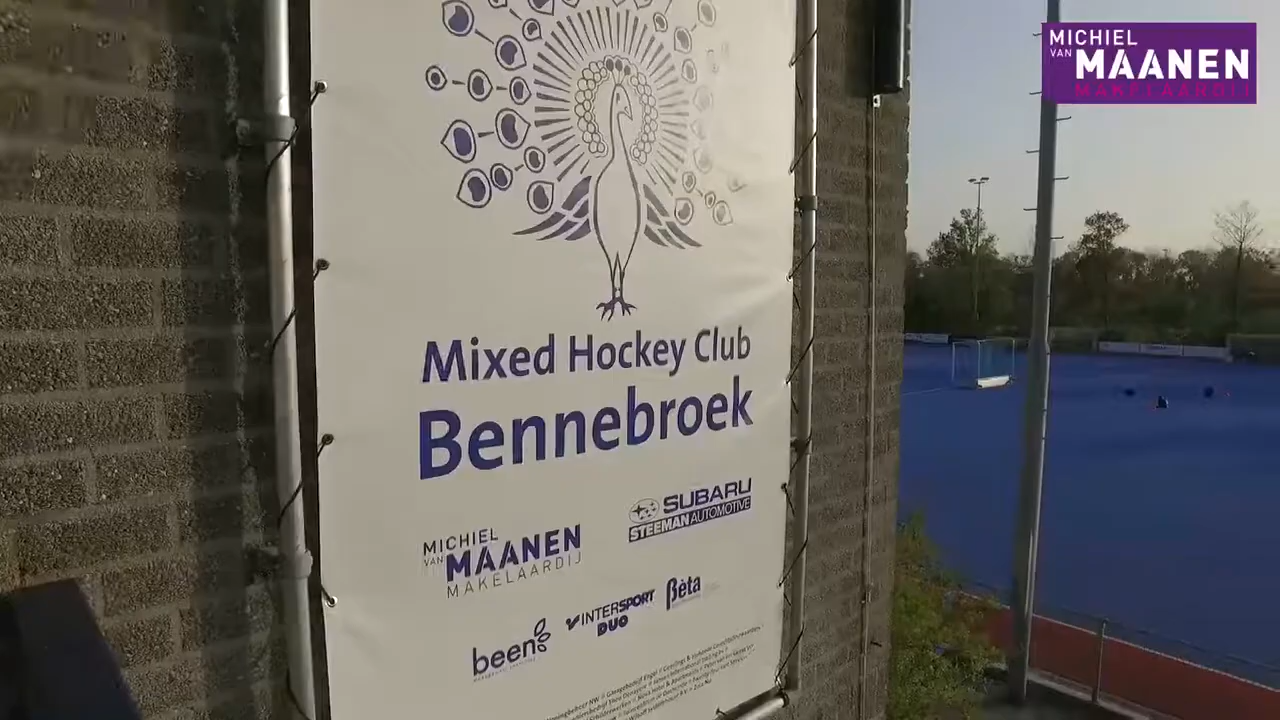 MICHIEL
VAN MAANEN
MAKELAARDIJ
Mixed Hockey Club
Bennebroek
SUBARU
STEEMAN AUTOMOTIVE
MICHIEL
VAN MAANEN
MAKELAARDIJ
been
INTERSPORT
DUO
Bèta